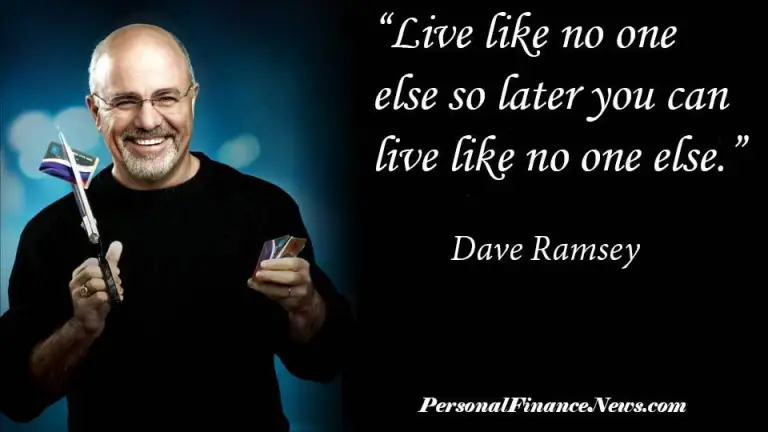 “Live like no one
else so later you can
live like no one else.”
Dave Ramsey
PersonalFinanceNews.com